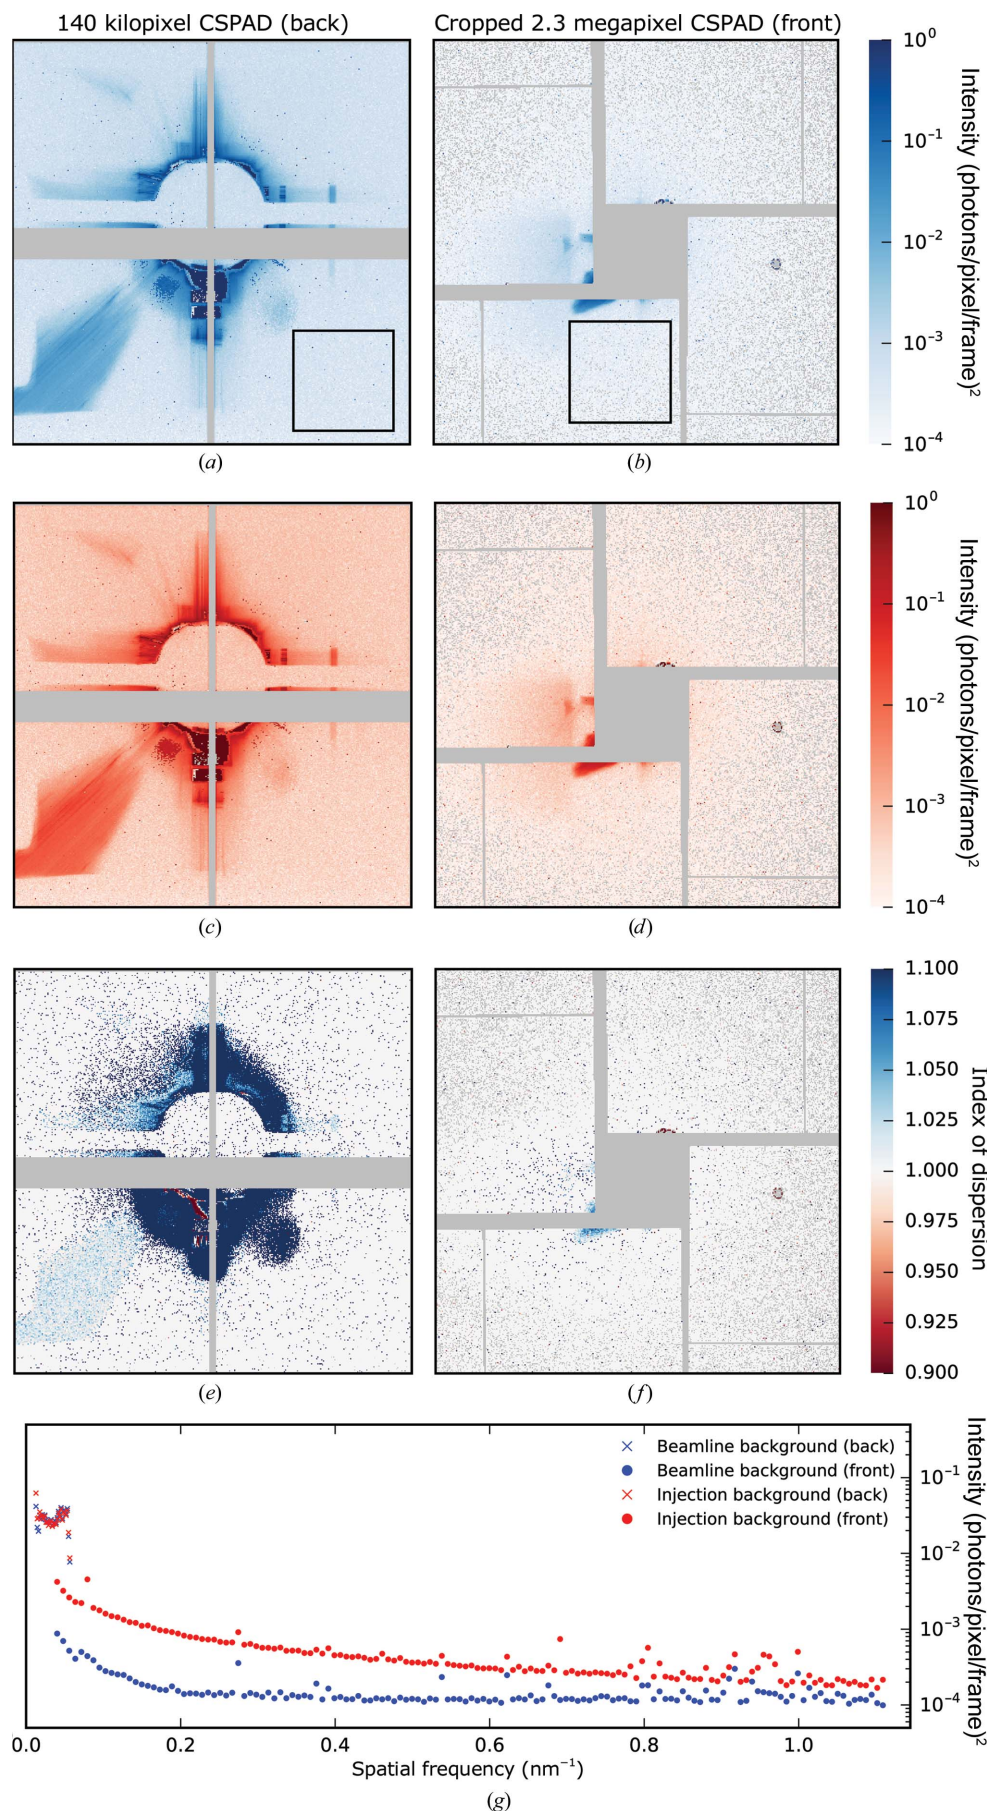 140 kilopixel CSPAD (back)
Cropped 2.3 megapixel CSPAD (front)
10⁰
10⁻¹
10⁻²
10⁻³
10⁻⁴
Intensity (photons/pixel/frame)²
(a)
(b)
10⁰
10⁻¹
10⁻²
10⁻³
10⁻⁴
Intensity (photons/pixel/frame)²
(c)
(d)
1.100
1.075
1.050
1.025
1.000
0.975
0.950
0.925
0.900
Index of dispersion
(e)
(f)
Beamline background (back)
Beamline background (front)
Injection background (back)
Injection background (front)
10⁻¹
10⁻²
10⁻³
10⁻⁴
Intensity (photons/pixel/frame)²
0.0 0.2 0.4 0.6 0.8 1.0
Spatial frequency (nm⁻¹)
(g)